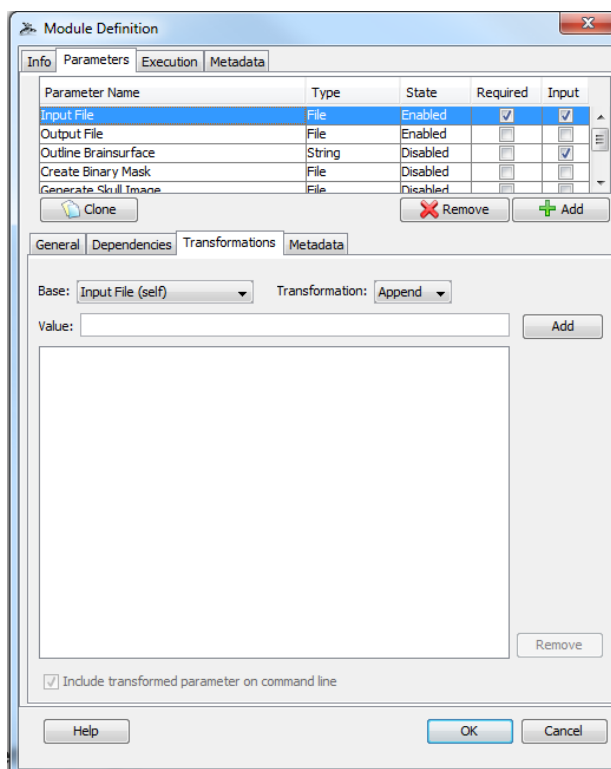 Module Definition
Info Parameters Execution Metadata
Parameter Name Type State Required Input
Input File File Enabled
Output File File Enabled
Outline Brainsurface String Disabled
Create Binary Mask File Disabled
Generate Skull Image File Disabled
Clone Remove Add
General Dependencies Transformations Metadata
Base: Input File (self) Transformation: Append
Value: Add
Remove
Include transformed parameter on command line
Help OK Cancel